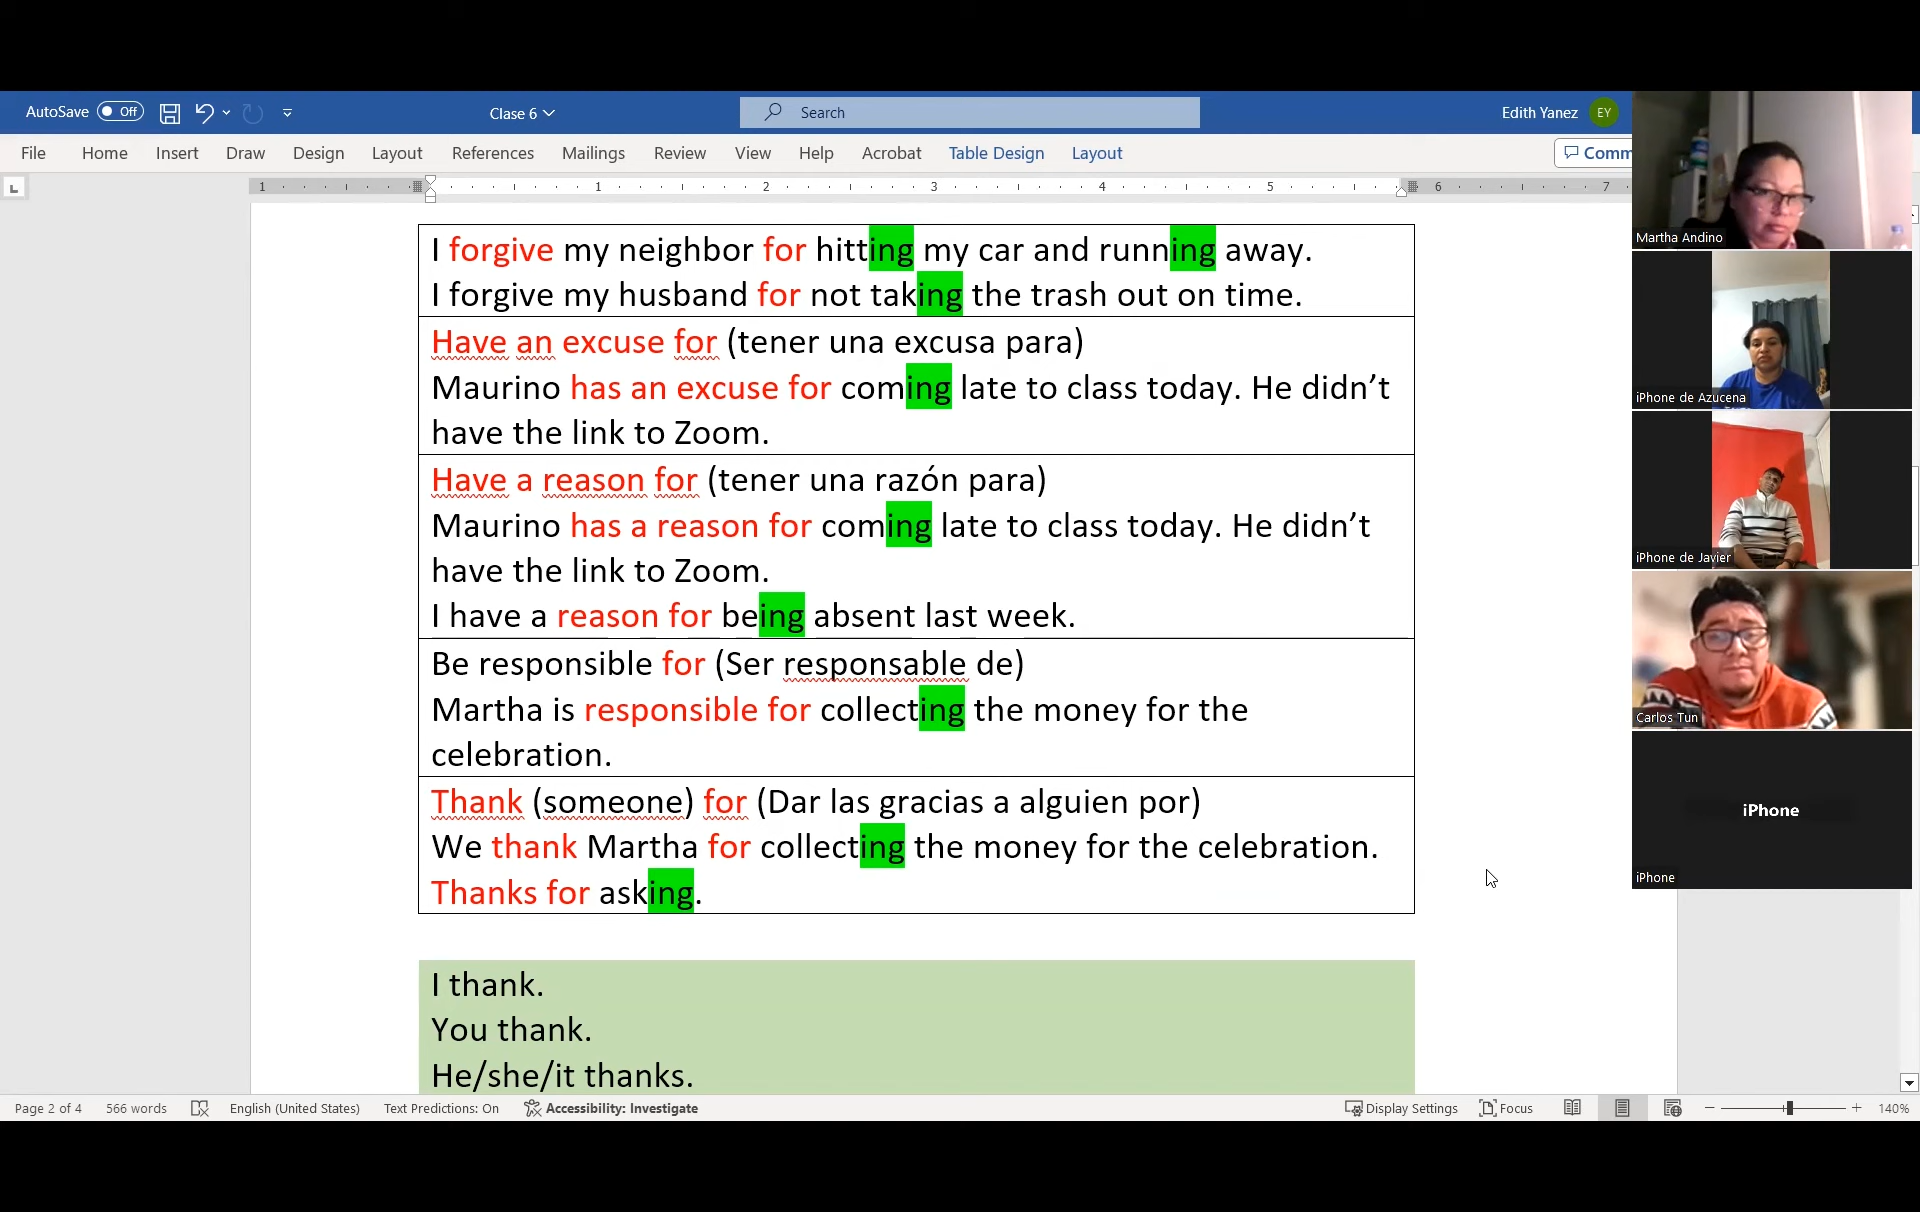 AutoSave Off
Clase 6
Search
Edith Yanez EY
File Home Insert Draw Design Layout References Mailings Review View Help Acrobat Table Design Layout Comm
1 1 2 3 4 5 6 7
I forgive my neighbor for hitting my car and running away.
I forgive my husband for not taking the trash out on time.
Have an excuse for (tener una excusa para)
Maurino has an excuse for coming late to class today. He didn’t
have the link to Zoom.
Have a reason for (tener una razón para)
Maurino has a reason for coming late to class today. He didn’t
have the link to Zoom.
I have a reason for being absent last week.
Be responsible for (Ser responsable de)
Martha is responsible for collecting the money for the
celebration.
Thank (someone) for (Dar las gracias a alguien por)
We thank Martha for collecting the money for the celebration.
Thanks for asking.
I thank.
You thank.
He/she/it thanks.
Martha Andino
iPhone de Azucena
iPhone de Javier
Carlos Tun
iPhone
iPhone
Page 2 of 4 566 words English (United States) Text Predictions: On Accessibility: Investigate Display Settings Focus 140%